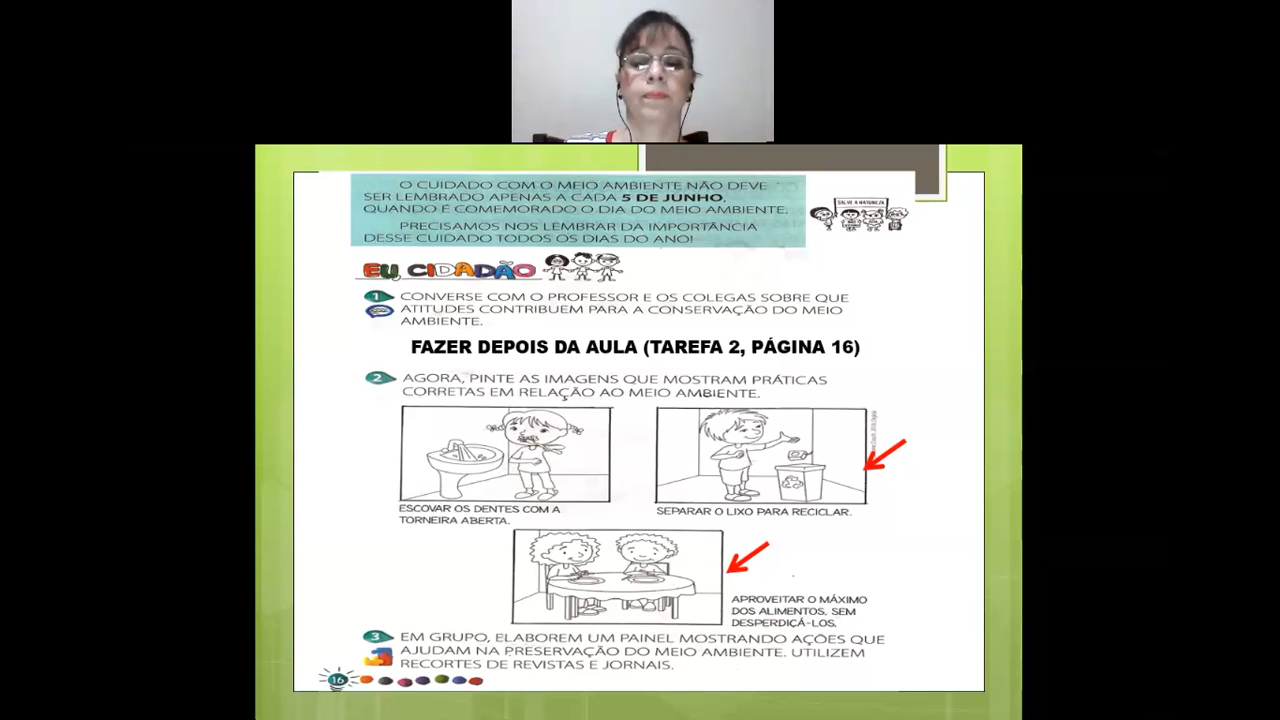 O CUIDADO COM O MEIO AMBIENTE NÃO DEVE
SER LEMBRADO APENAS A CADA 5 DE JUNHO,
QUANDO É COMEMORADO O DIA DO MEIO AMBIENTE.
PRECISAMOS NOS LEMBRAR DA IMPORTÂNCIA
DESSE CUIDADO TODOS OS DIAS DO ANO!
SALVE A NATUREZA
EU, CIDADÃO
1 CONVERSE COM O PROFESSOR E OS COLEGAS SOBRE QUE
ATITUDES CONTRIBUEM PARA A CONSERVAÇÃO DO MEIO
AMBIENTE.
FAZER DEPOIS DA AULA (TAREFA 2, PÁGINA 16)
2 AGORA, PINTE AS IMAGENS QUE MOSTRAM PRÁTICAS
CORRETAS EM RELAÇÃO AO MEIO AMBIENTE.
ESCOVAR OS DENTES COM A
TORNEIRA ABERTA.
SEPARAR O LIXO PARA RECICLAR.
APROVEITAR O MÁXIMO
DOS ALIMENTOS, SEM
DESPERDIÇÁ-LOS.
3 EM GRUPO, ELABOREM UM PAINEL MOSTRANDO AÇÕES QUE
AJUDAM NA PRESERVAÇÃO DO MEIO AMBIENTE. UTILIZEM
RECORTES DE REVISTAS E JORNAIS.
16